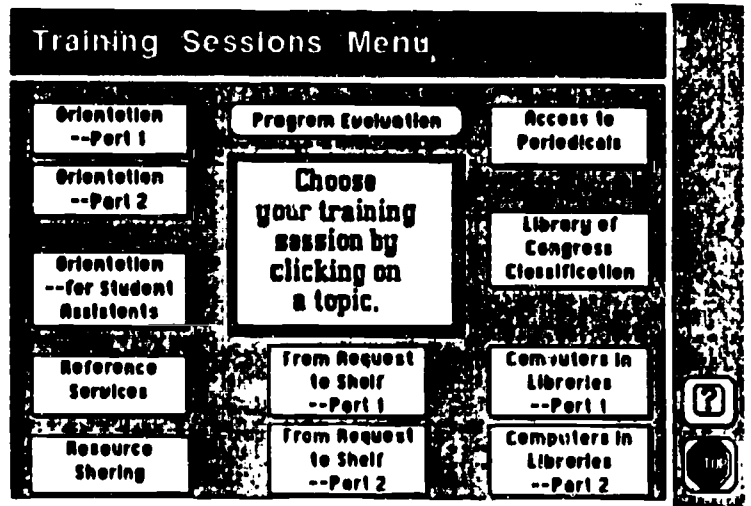 Training Sessions Menu
Orientation
--Part 1
Orientation
--Part 2
Orientation
--for Student
Assistants
Reference
Services
Resource
Sharing
Program Evaluation
Choose
your training
session by
clicking on
a topic.
From Request
to Shelf
--Part 1
From Request
to Shelf
--Part 2
Access to
Periodicals
Library of
Congress
Classification
Computers in
Libraries
--Part 1
Computers in
Libraries
--Part 2
?